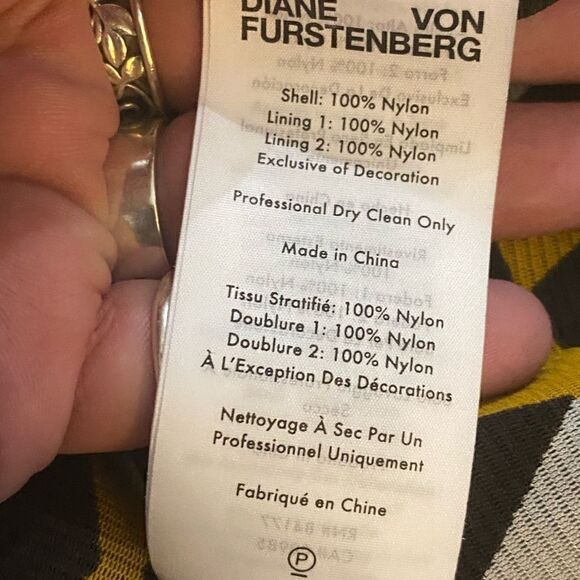 DIANE VON
FURSTENBERG
Shell: 100% Nylon
Lining 1: 100% Nylon
Lining 2: 100% Nylon
Exclusive of Decoration
Professional Dry Clean Only
Made in China
Tissu Stratifié: 100% Nylon
Doublure 1: 100% Nylon
Doublure 2: 100% Nylon
À L'Exception Des Décorations
Nettoyage À Sec Par Un
Professionnel Uniquement
Fabriqué en Chine
P